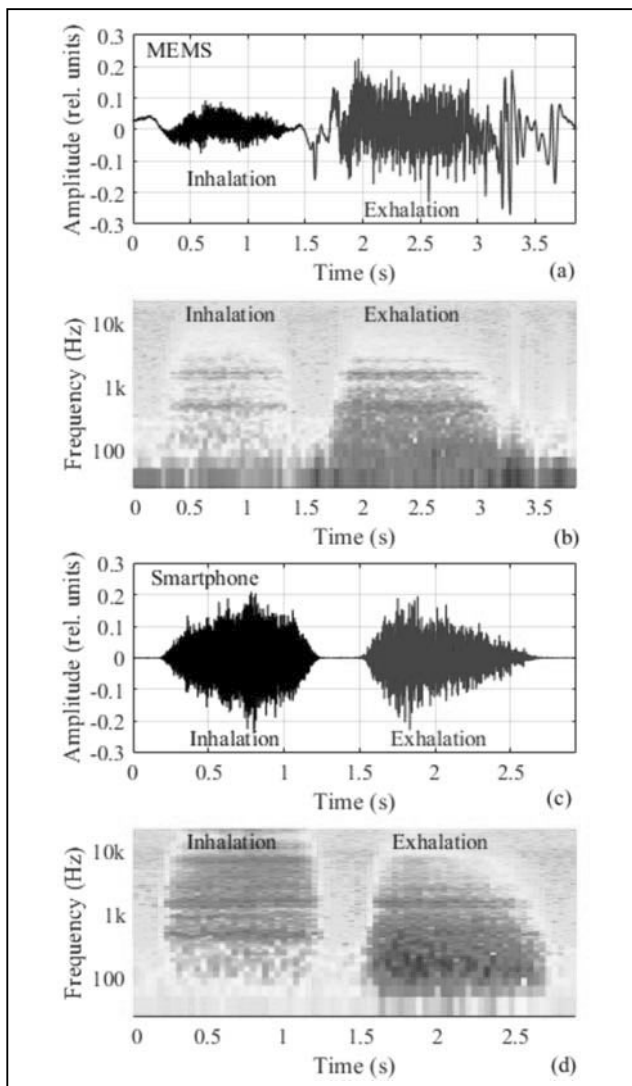 MEMS
0.3
0.2
0.1
0
-0.1
-0.2
-0.3
Amplitude (rel. units)
Inhalation
Exhalation
0 0.5 1 1.5 2 2.5 3 3.5
Time (s)
(a)
Inhalation Exhalation
10k
1k
100
Frequency (Hz)
0 0.5 1 1.5 2 2.5 3 3.5
Time (s)
(b)
Smartphone
0.3
0.2
0.1
0
-0.1
-0.2
-0.3
Amplitude (rel. units)
Inhalation Exhalation
0.5 1 1.5 2 2.5
Time (s)
(c)
Inhalation Exhalation
10k
1k
100
Frequency (Hz)
0 0.5 1 1.5 2 2.5
Time (s)
(d)